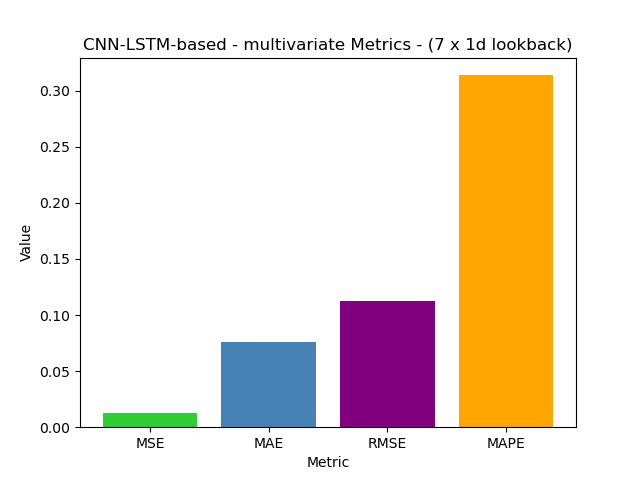 CNN-LSTM-based - multivariate Metrics - (7 x 1d lookback)
Value
0.30
0.25
0.20
0.15
0.10
0.05
0.00
MSE MAE RMSE MAPE
Metric